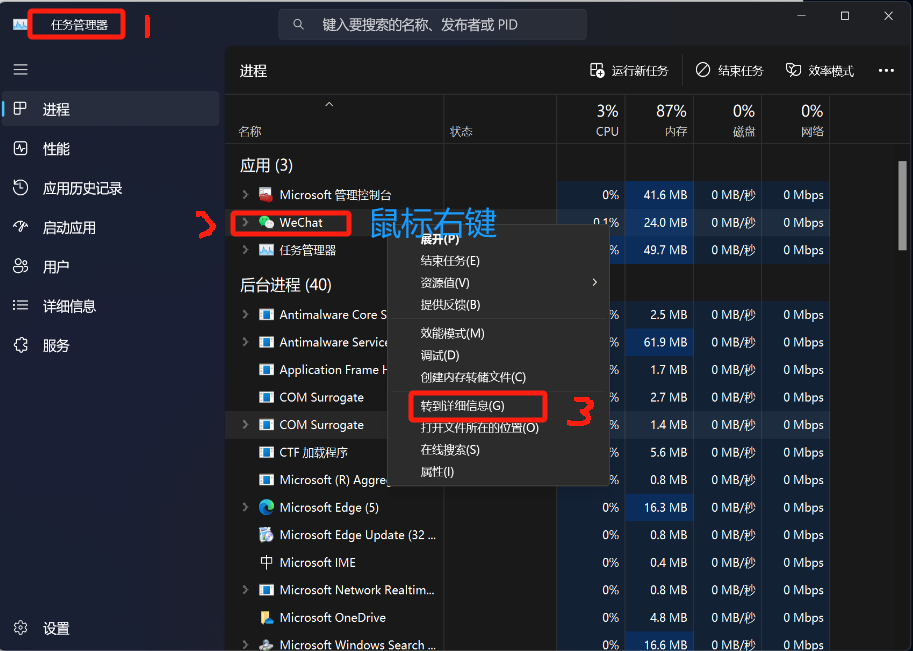 任务管理器
1
键入要搜索的名称、发布者或 PID
进程
运行新任务
结束任务
效率模式
进程
性能
应用历史记录
启动应用
用户
详细信息
服务
设置
名称
状态
3% CPU
87% 内存
0% 磁盘
0% 网络
应用 (3)
Microsoft 管理控制台 0% 41.6 MB 0 MB/秒 0 Mbps
WeChat 0.1% 24.0 MB 0 MB/秒 0 Mbps
鼠标右键
任务管理器 % 49.7 MB 0 MB/秒 0 Mbps
后台进程 (40)
Antimalware Core S % 2.5 MB 0 MB/秒 0 Mbps
Antimalware Service % 61.9 MB 0 MB/秒 0 Mbps
Application Frame H % 1.7 MB 0 MB/秒 0 Mbps
COM Surrogate % 2.7 MB 0 MB/秒 0 Mbps
COM Surrogate % 1.4 MB 0 MB/秒 0 Mbps
CTF 加载程序 % 5.6 MB 0 MB/秒 0 Mbps
Microsoft (R) Aggre % 0.8 MB 0 MB/秒 0 Mbps
Microsoft Edge (5) 0% 16.3 MB 0 MB/秒 0 Mbps
Microsoft Edge Update (32 ... 0% 0.8 MB 0 MB/秒 0 Mbps
中 Microsoft IME 0% 0.4 MB 0 MB/秒 0 Mbps
Microsoft Network Realtim... 0% 0.8 MB 0 MB/秒 0 Mbps
Microsoft OneDrive 0% 4.8 MB 0 MB/秒 0 Mbps
Microsoft Windows Search ... 0% 16.6 MB 0 MB/秒 0 Mbps
展开(P)
结束任务(E)
资源值(V)
提供反馈(B)
效能模式(M)
调试(D)
创建内存转储文件(C)
转到详细信息(G)
3
打开文件所在的位置(O)
在线搜索(S)
属性(I)